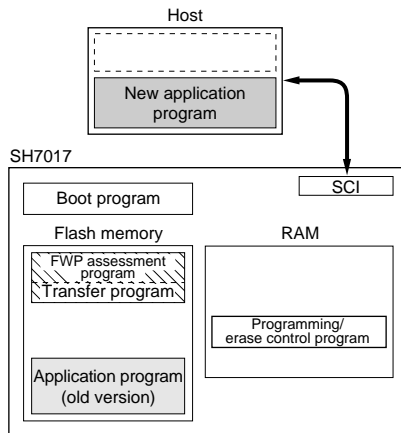 Host
New application
program
SH7017
SCI
Boot program
Flash memory
RAM
FWP assessment
program
Transfer program
Programming/
erase control program
Application program
(old version)